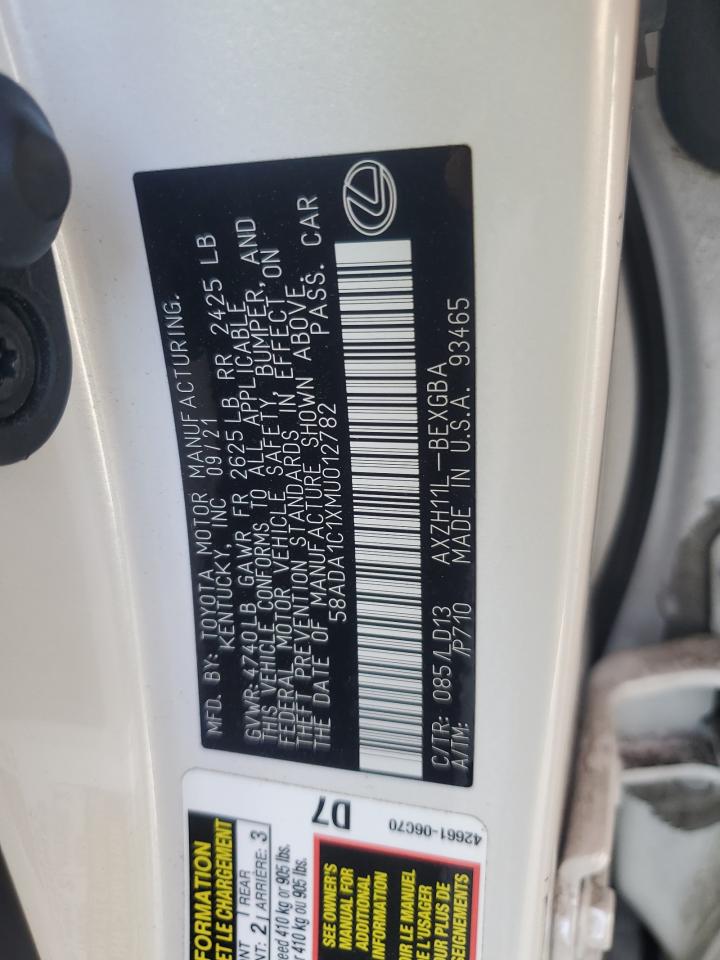 MFD. BY: TOYOTA MOTOR MANUFACTURING.
KENTUCKY, INC 09/21
GVWR:4740LB GAWR FR 2625 LB RR 2425 LB
THIS VEHICLE CONFORMS TO ALL APPLICABLE
FEDERAL MOTOR VEHICLE SAFETY, BUMPER, AND
THEFT PREVENTION STANDARDS IN EFFECT ON
THE DATE OF MANUFACTURE SHOWN ABOVE.
58ADA1C1XMU012782 PASS. CAR
C/TR: 085/LD13 AXZH11L-BEXGBA
A/TM: /P710 MADE IN U.S.A. 93465
FORMATION
ET LE CHARGEMENT
REAR
2 ARRIÈRE: 3
410 kg or 905 lbs.
410 kg ou 905 lbs.
SEE OWNER'S
MANUAL FOR
ADDITIONAL
INFORMATION
LE MANUEL
DE L'USAGER
PLUS DE
D7
42661-06C70